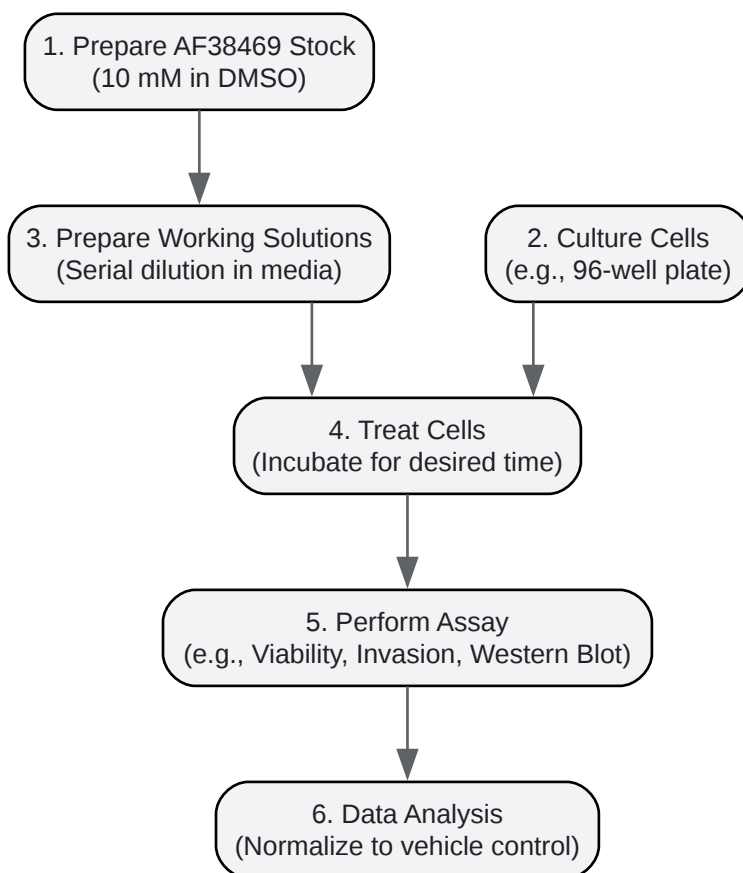 1. Prepare AF38469 Stock
(10 mM in DMSO)
3. Prepare Working Solutions
(Serial dilution in media)
2. Culture Cells
(e.g., 96-well plate)
4. Treat Cells
(Incubate for desired time)
5. Perform Assay
(e.g., Viability, Invasion, Western Blot)
6. Data Analysis
(Normalize to vehicle control)